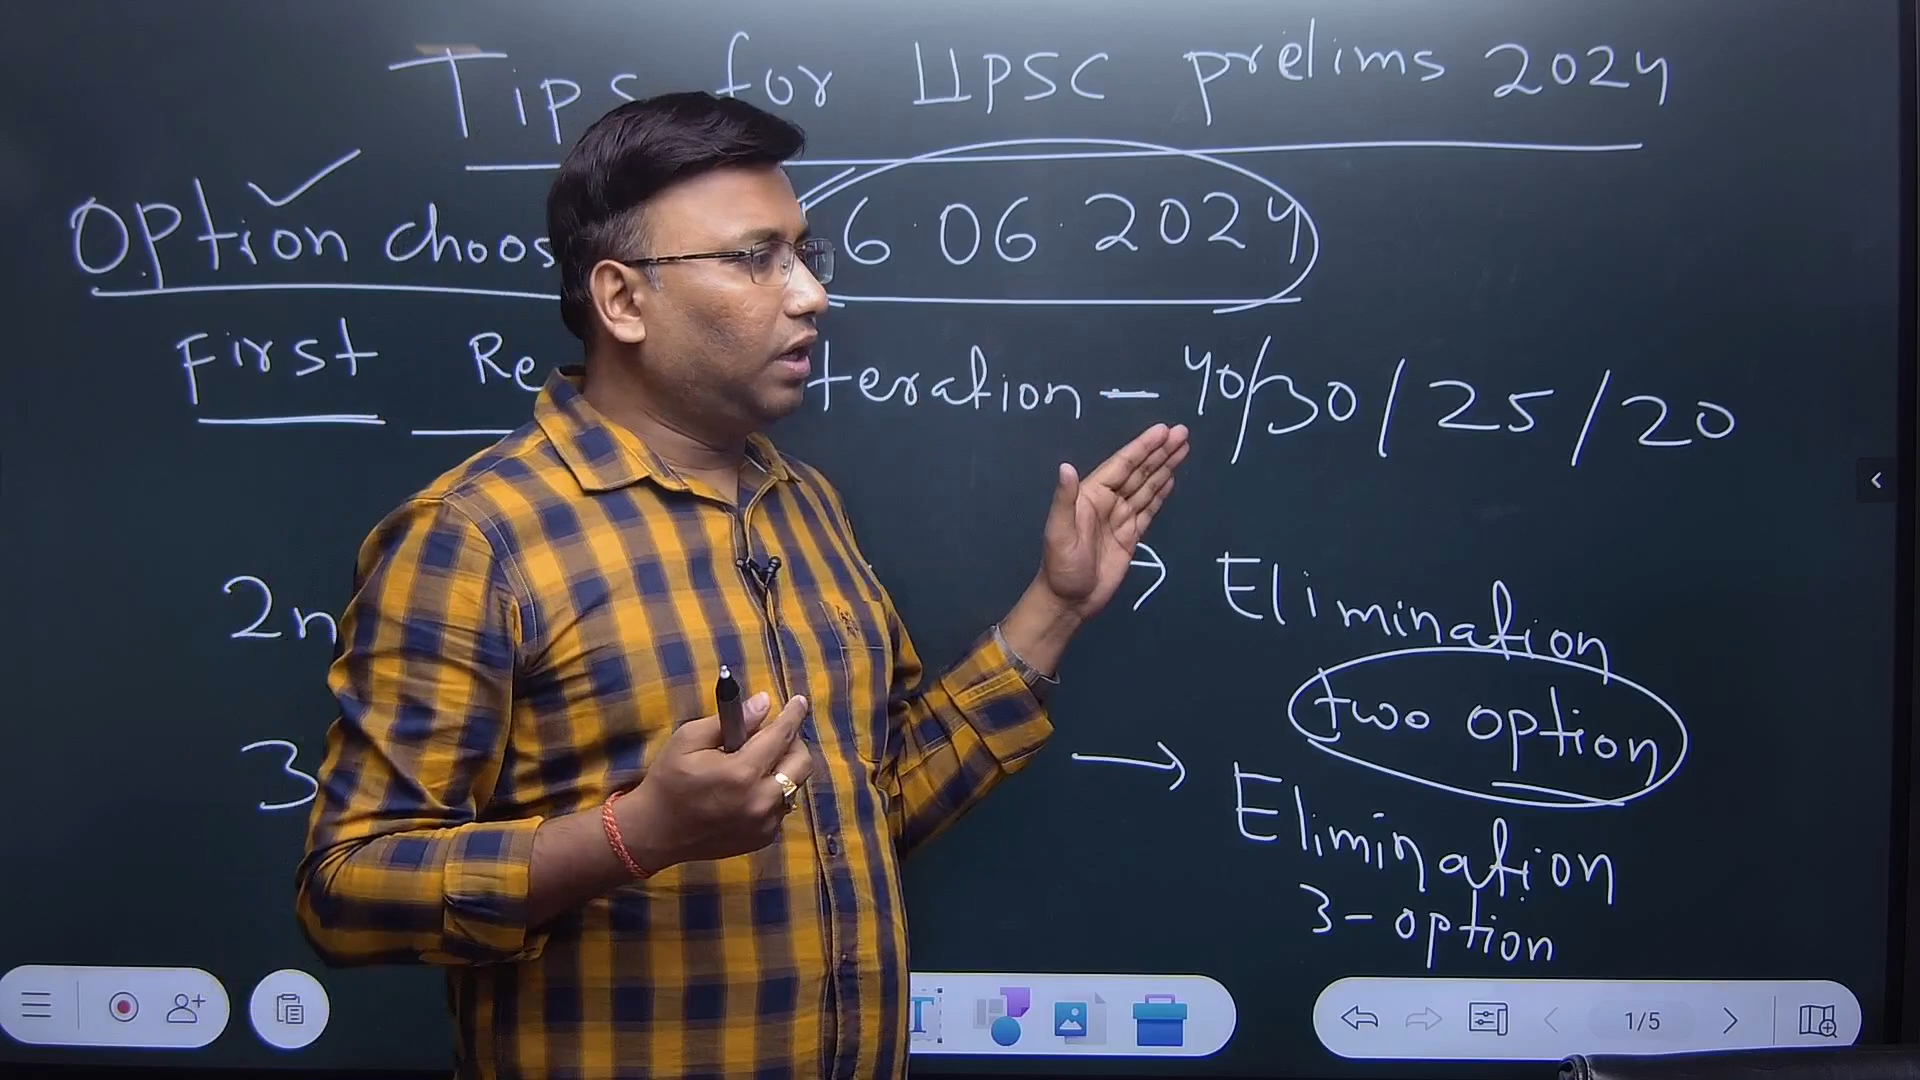 Tips for UPSC prelims 2024
Option choos 6.06.2024
First Re teration - 40/30/25/20
2n → Elimination
two option
3 → Elimination
3-option
1/5